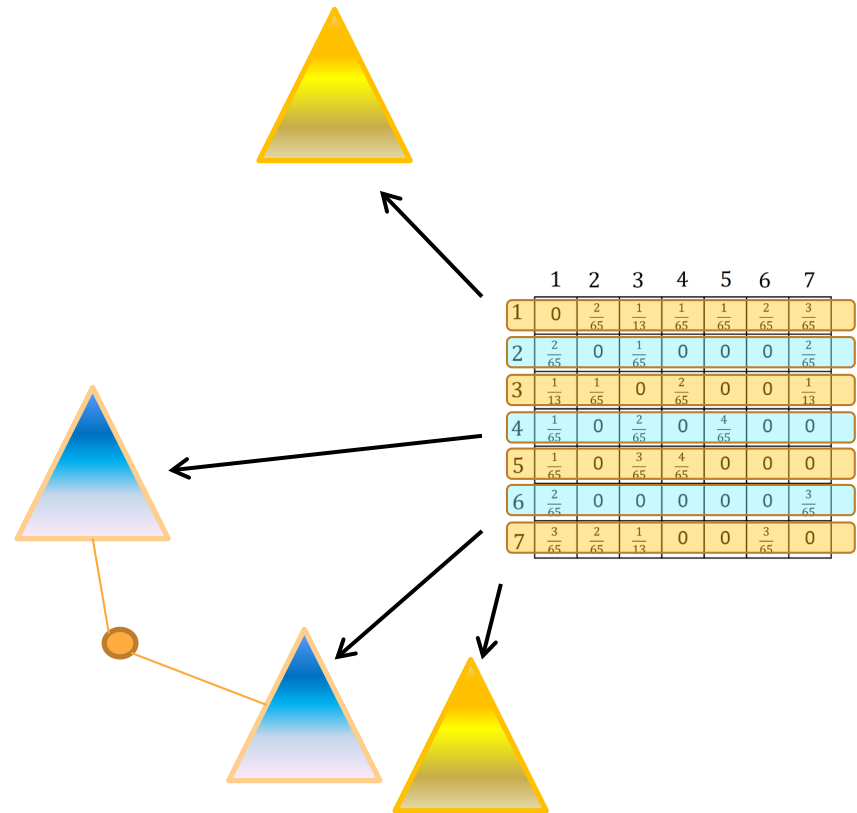 1 2 3 4 5 6 7
1 0 2/65 1/13 1/65 1/65 2/65 3/65
2 2/65 0 1/65 0 0 0 2/65
3 1/13 1/65 0 2/65 0 0 1/13
4 1/65 0 2/65 0 4/65 0 0
5 1/65 0 3/65 4/65 0 0 0
6 2/65 0 0 0 0 0 3/65
7 3/65 2/65 1/13 0 0 3/65 0